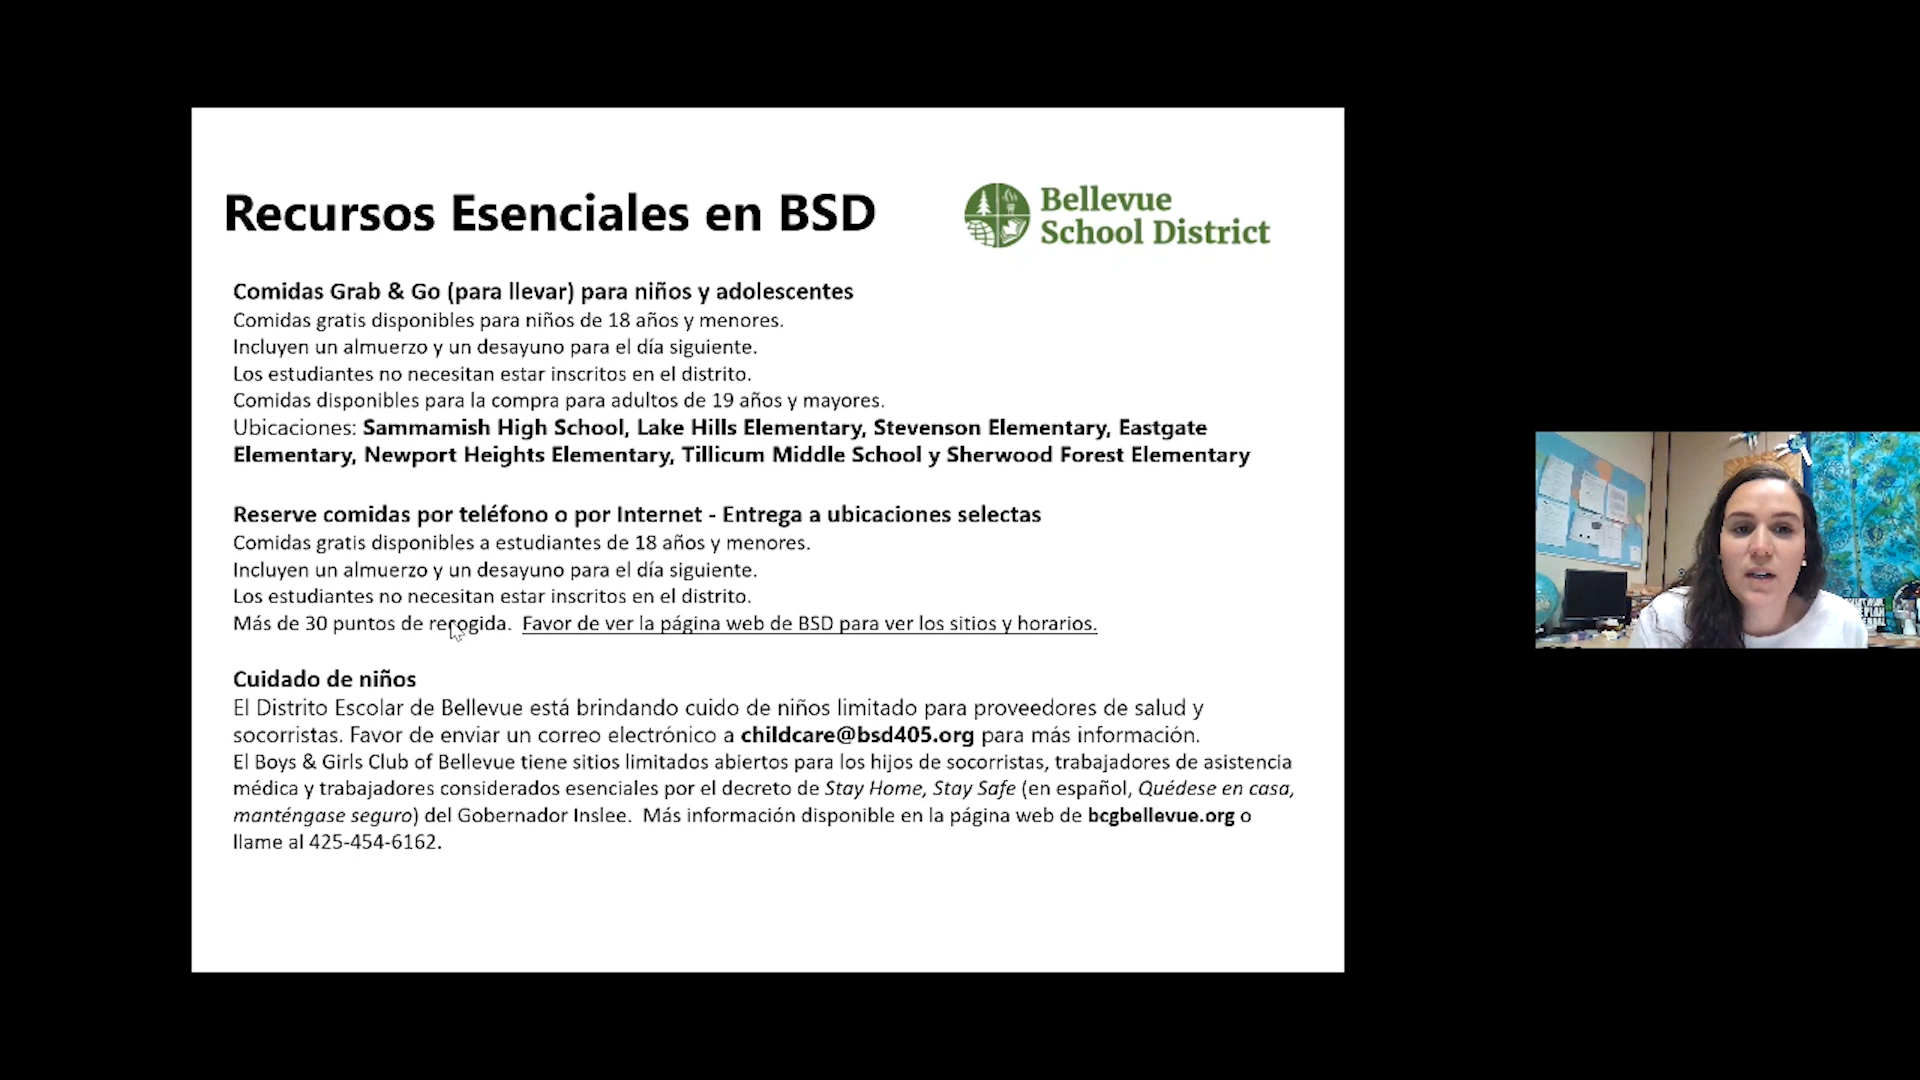 Recursos Esenciales en BSD
Bellevue
School District
Comidas Grab & Go (para llevar) para niños y adolescentes
Comidas gratis disponibles para niños de 18 años y menores.
Incluyen un almuerzo y un desayuno para el día siguiente.
Los estudiantes no necesitan estar inscritos en el distrito.
Comidas disponibles para la compra para adultos de 19 años y mayores.
Ubicaciones: Sammamish High School, Lake Hills Elementary, Stevenson Elementary, Eastgate
Elementary, Newport Heights Elementary, Tillicum Middle School y Sherwood Forest Elementary
Reserve comidas por teléfono o por Internet - Entrega a ubicaciones selectas
Comidas gratis disponibles a estudiantes de 18 años y menores.
Incluyen un almuerzo y un desayuno para el día siguiente.
Los estudiantes no necesitan estar inscritos en el distrito.
Más de 30 puntos de recogida. Favor de ver la página web de BSD para ver los sitios y horarios.
Cuidado de niños
El Distrito Escolar de Bellevue está brindando cuido de niños limitado para proveedores de salud y
socorristas. Favor de enviar un correo electrónico a childcare@bsd405.org para más información.
El Boys & Girls Club of Bellevue tiene sitios limitados abiertos para los hijos de socorristas, trabajadores de asistencia
médica y trabajadores considerados esenciales por el decreto de Stay Home, Stay Safe (en español, Quédese en casa,
manténgase seguro) del Gobernador Inslee. Más información disponible en la página web de bcgbellevue.org o
llame al 425-454-6162.